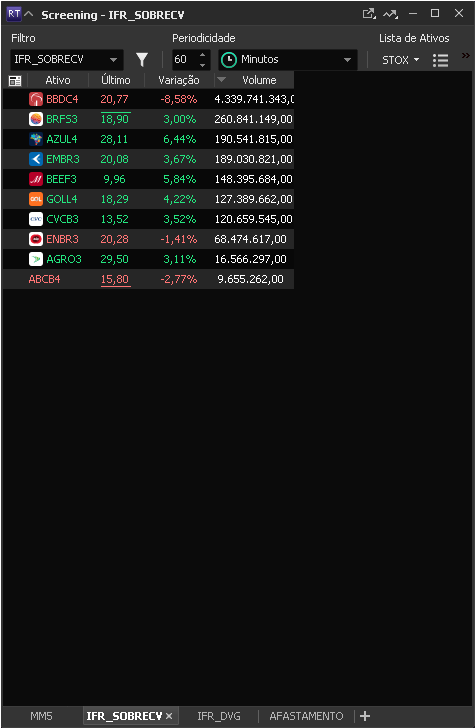 RT Screening - IFR_SOBRECV
Filtro Periodicidade Lista de Ativos
IFR_SOBRECV 60 Minutos STOX »
Ativo Último Variação Volume
BBDC4 20,77 -8,58% 4.339.741.343,0
BRFS3 18,90 3,00% 260.841.149,00
AZUL4 28,11 6,44% 190.541.815,00
EMBR3 20,08 3,67% 189.030.821,00
BEEF3 9,96 5,84% 148.395.684,00
GOL GOLL4 18,29 4,22% 127.389.662,00
CVC CVCB3 13,52 3,52% 120.659.545,00
ENBR3 20,28 -1,41% 68.474.617,00
AGRO3 29,50 3,11% 16.566.297,00
ABCB4 15,80 -2,77% 9.655.262,00
MM5 IFR_SOBRECV × IFR_DVG AFASTAMENTO +